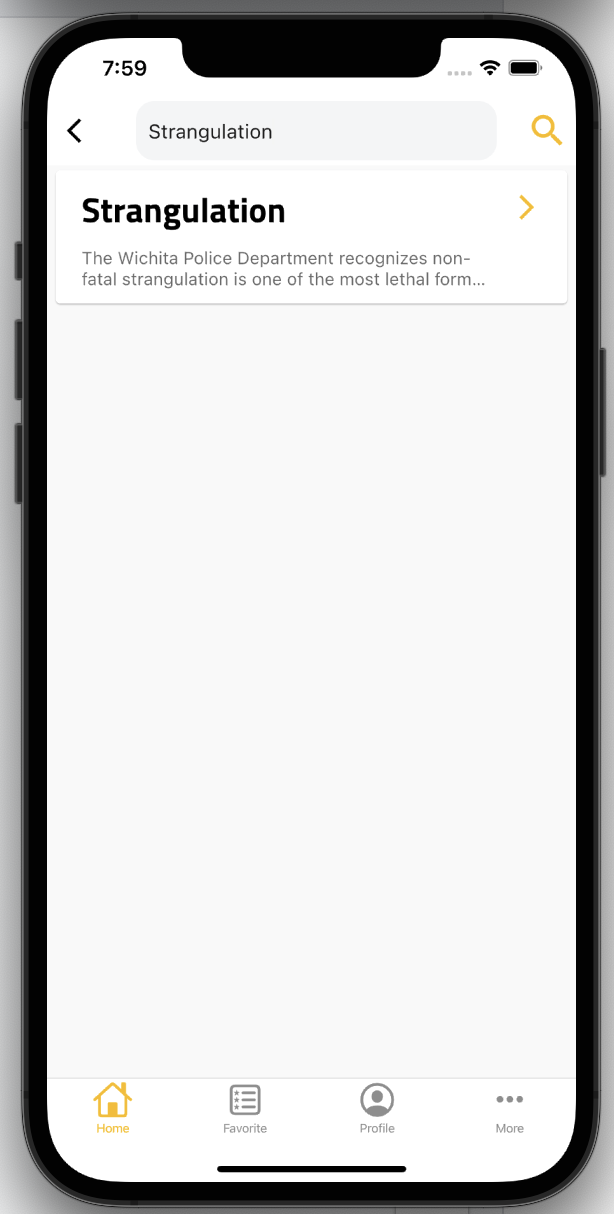 7:59
Strangulation
Strangulation
The Wichita Police Department recognizes non-
fatal strangulation is one of the most lethal form...
Home
Favorite
Profile
More